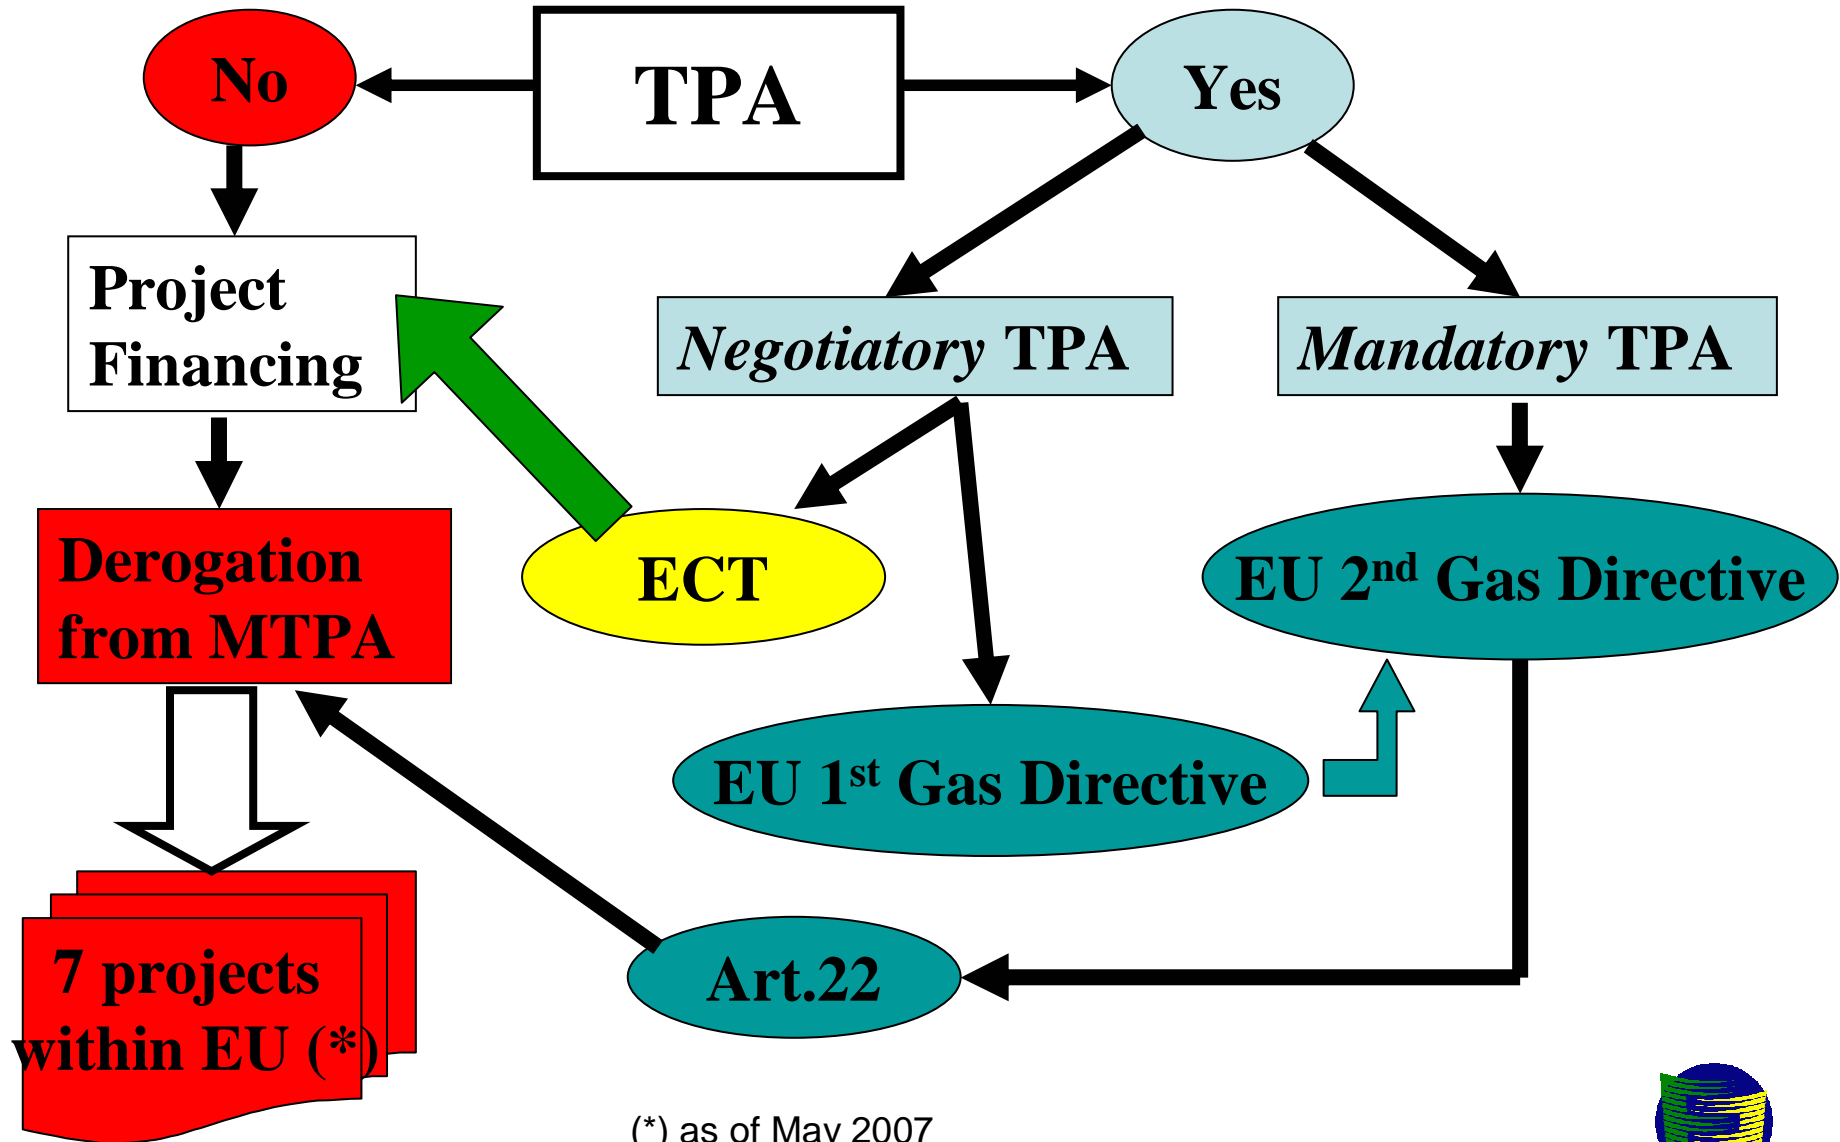 No
TPA
Yes
Project
Financing
Negotiatory TPA
Mandatory TPA
Derogation
from MTPA
ECT
EU 2nd Gas Directive
EU 1st Gas Directive
7 projects
within EU (*)
Art.22
(*) as of May 2007